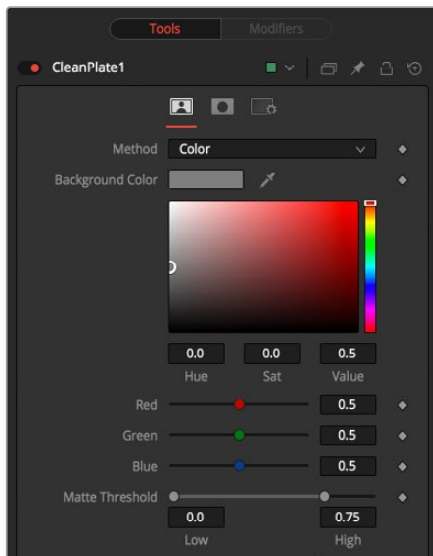 Tools Modifiers
CleanPlate1
Method Color
Background Color
0.0 0.0 0.5
Hue Sat Value
Red 0.5
Green 0.5
Blue 0.5
Matte Threshold
0.0 0.75
Low High